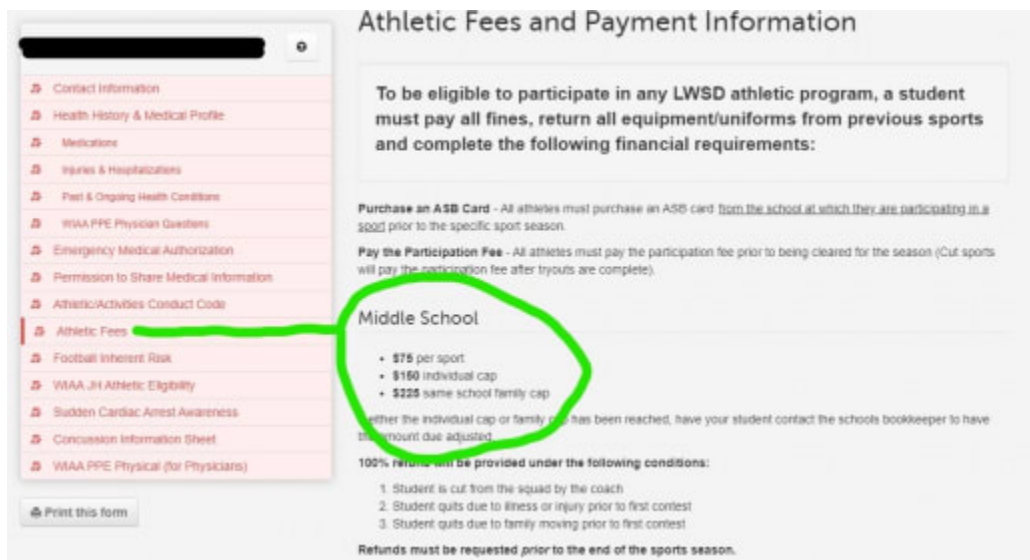 Athletic Fees and Payment Information
Contact Information
Health History & Medical Profile
Medications
Injuries & Hospitalizations
Past & Ongoing Health Conditions
WIAA PPE Physician Questions
Emergency Medical Authorization
Permission to Share Medical Information
Athletic/Activities Conduct Code
Athletic Fees
Football Inherent Risk
WIAA JH Athletic Eligibility
Sudden Cardiac Arrest Awareness
Concussion Information Sheet
WIAA PPE Physical (for Physicians)
Print this form
To be eligible to participate in any LWSD athletic program, a student
must pay all fines, return all equipment/uniforms from previous sports
and complete the following financial requirements:
Purchase an ASB Card - All athletes must purchase an ASB card from the school at which they are participating in a
sport prior to the specific sport season.
Pay the Participation Fee - All athletes must pay the participation fee prior to being cleared for the season (Cut sports
will pay the participation fee after tryouts are complete).
Middle School
• $75 per sport
• $150 individual cap
• $225 same school family cap
either the individual cap or family cap has been reached, have your student contact the schools bookkeeper to have
amount due adjusted
100% refund will be provided under the following conditions:
1. Student is cut from the squad by the coach
2. Student quits due to illness or injury prior to first contest
3. Student quits due to family moving prior to first contest
Refunds must be requested prior to the end of the sports season.